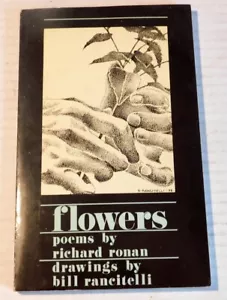 flowers
poems by
richard ronan
drawings by
bill rancitelli